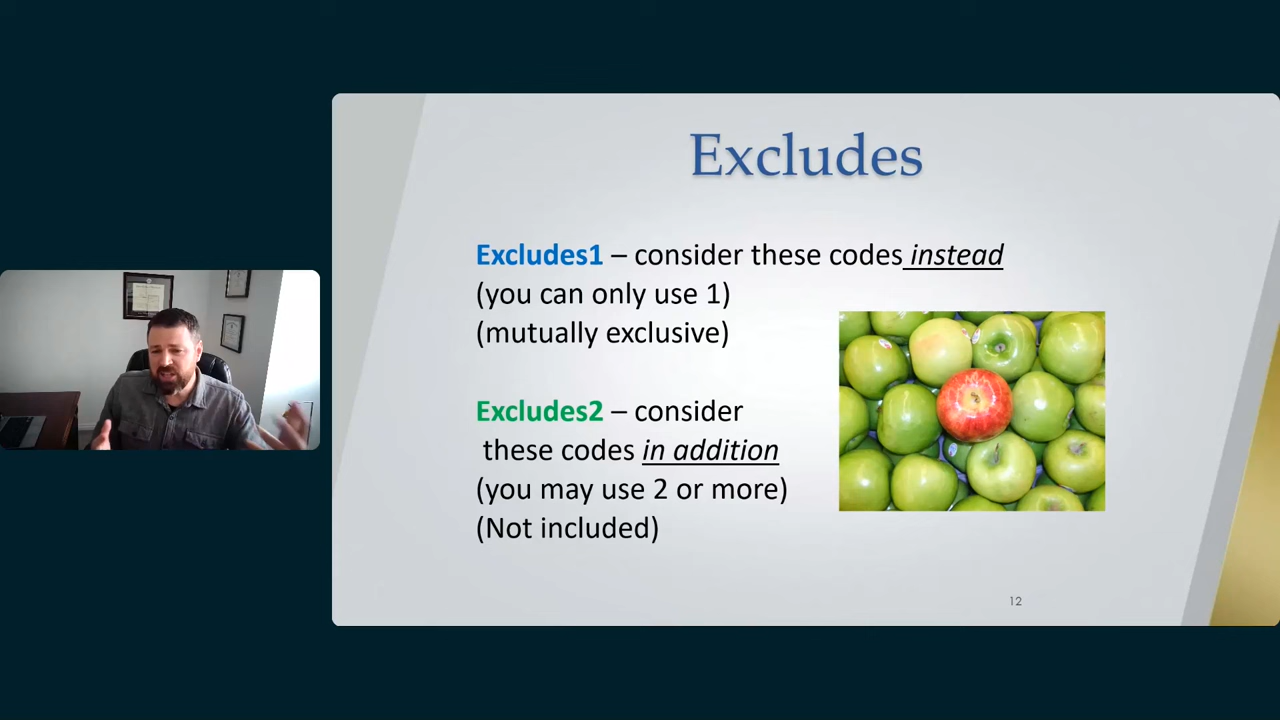 Excludes
Excludes1 – consider these codes instead
(you can only use 1)
(mutually exclusive)
Excludes2 – consider
these codes in addition
(you may use 2 or more)
(Not included)
12